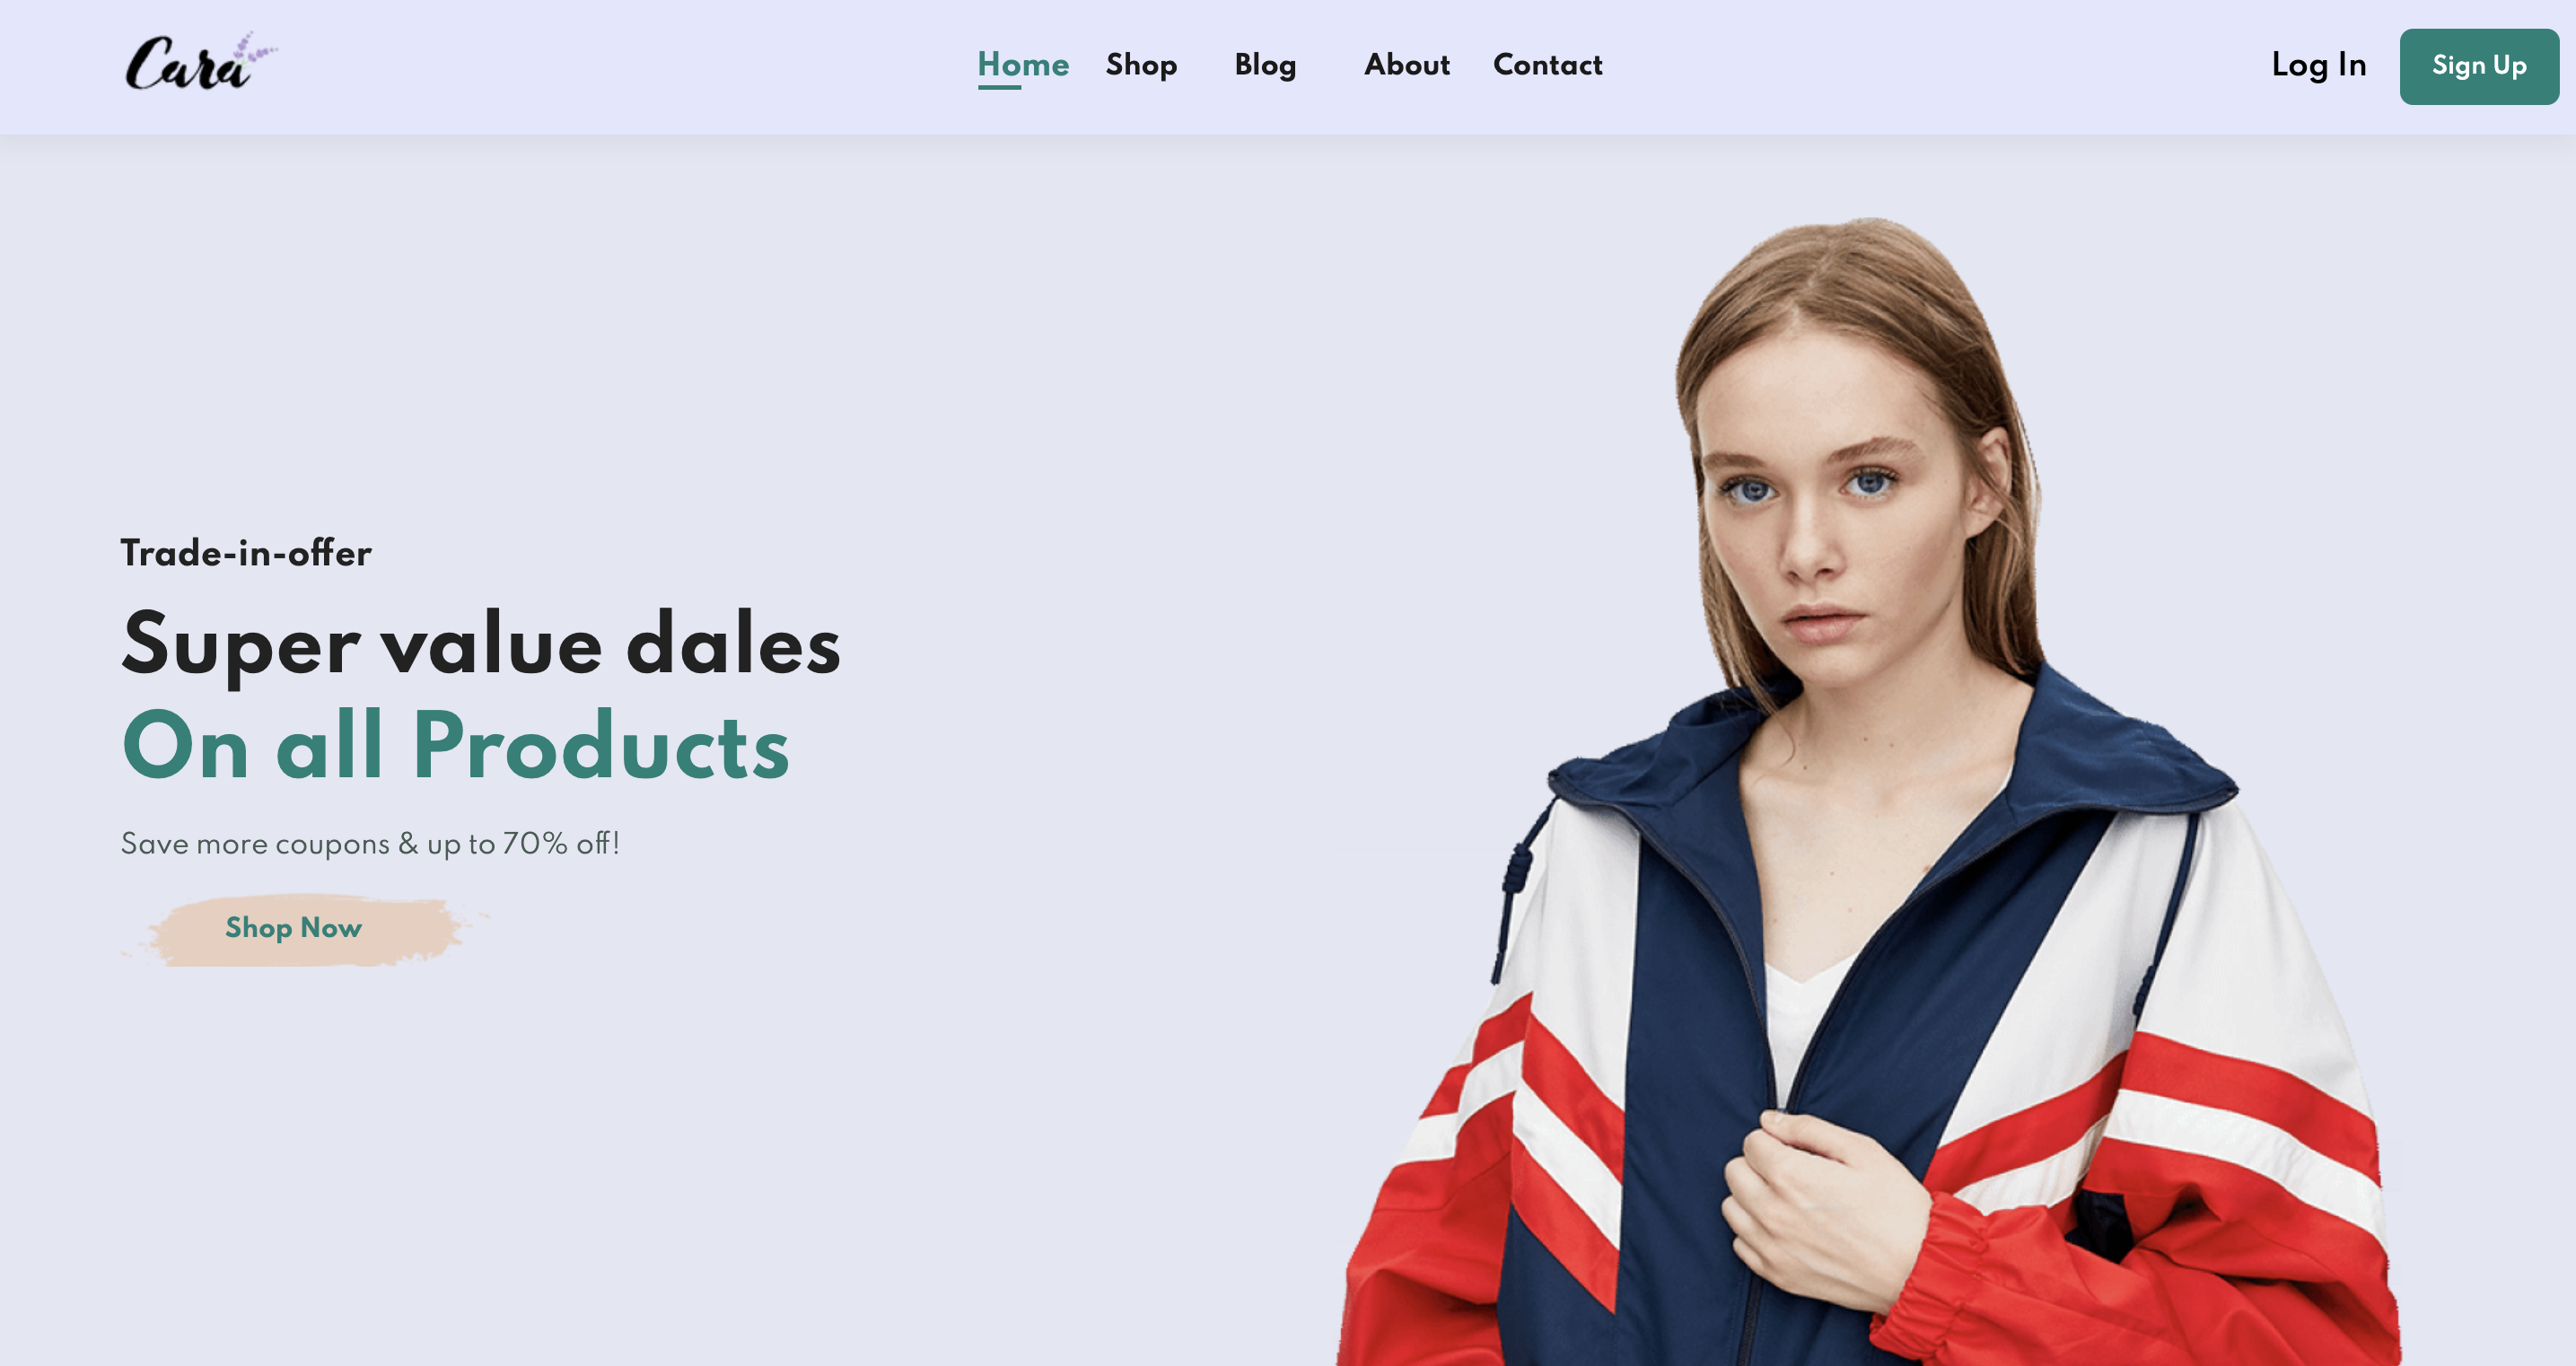 Cara
Home Shop Blog About Contact
Log In Sign Up
Trade-in-offer
Super value dales
On all Products
Save more coupons & up to 70% off!
Shop Now